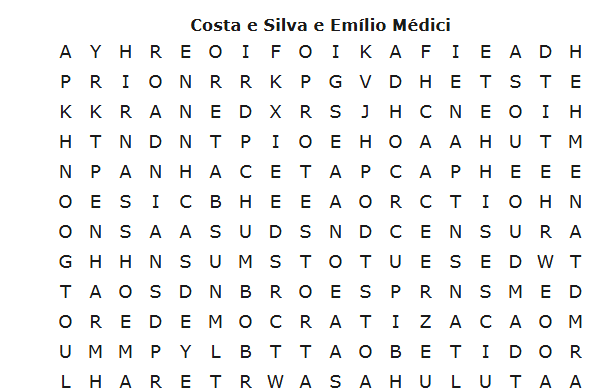 Costa e Silva e Emílio Médici
A Y H R E O I F O I K A F I E A D H
P R I O N R R K P G V D H E T S T E
K K R A N E D X R S J H C N E O I H
H T N D N T P I O E H O A A H U T M
N P A N H A C E T A P C A P H E E E
O E S I C B H E E A O R C T I O H N
O N S A A S U D S N D C E N S U R A
G H H N S U M S T O T U E S E D W T
T A O S D N B R O E S P R N S M E D
O R E D E M O C R A T I Z A C A O M
U M M P Y L B T T A O B E T I D O R
L H A R E T R W A S A H U L U T A A